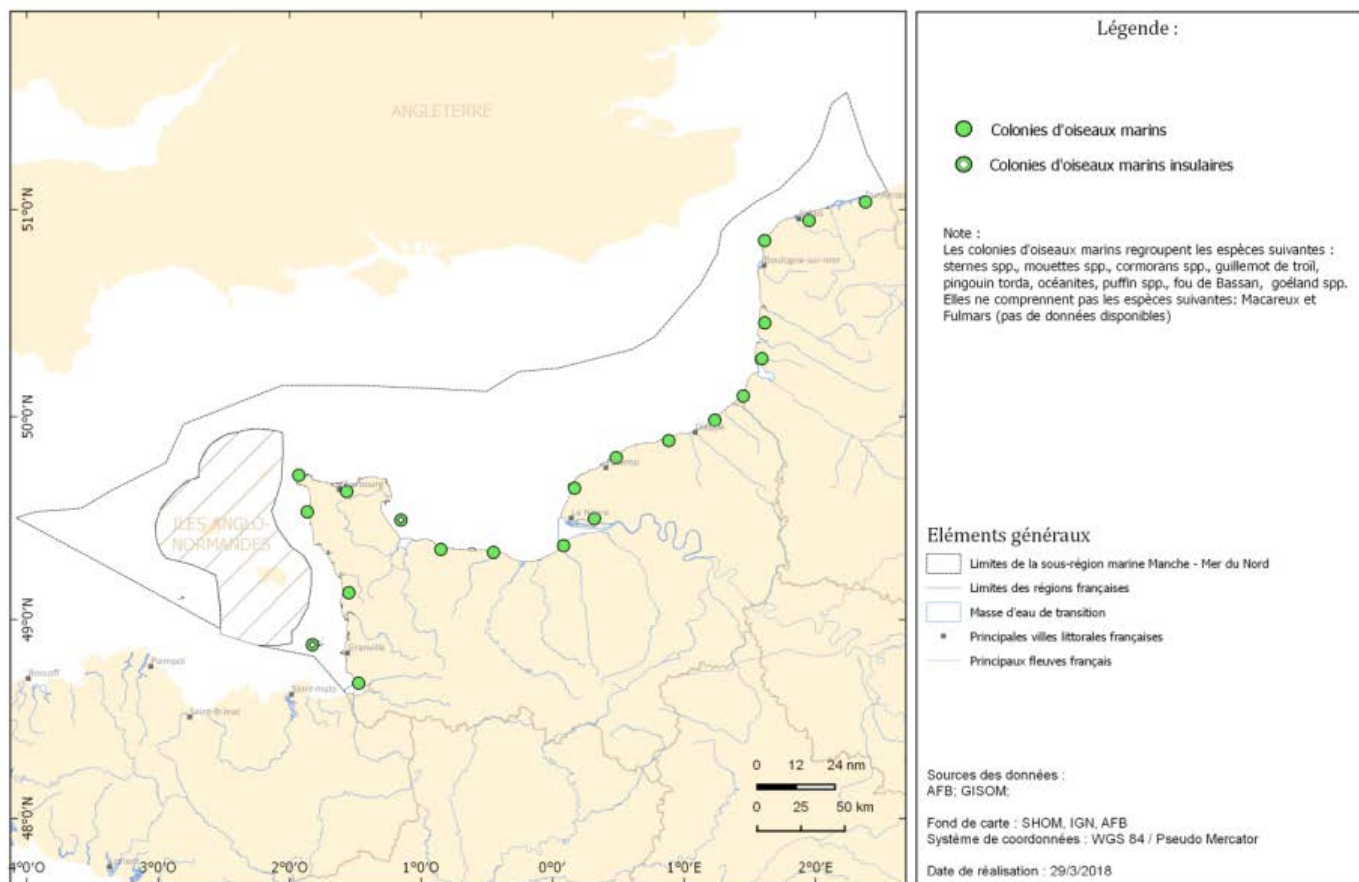 ANGLETERRE
Calais
Boulogne-sur-mer
Dieppe
Cherbourg
Le Havre
ILES ANGLO-
NORMANDES
Granville
Paimpol
Roscoff
Saint-malo
Saint-Brieuc
51°0'N
50°0'N
49°0'N
48°0'N
4°0'O
3°0'O
2°0'O
1°0'O
0°0'
1°0'E
2°0'E
0 12 24 nm
0 25 50 km
Légende :
Colonies d'oiseaux marins
Colonies d'oiseaux marins insulaires
Note :
Les colonies d'oiseaux marins regroupent les espèces suivantes :
sternes spp., mouettes spp., cormorans spp., guillemot de troïl,
pingouin torda, océanites, puffin spp., fou de Bassan, goéland spp.
Elles ne comprennent pas les espèces suivantes: Macareux et
Fulmars (pas de données disponibles)
Eléments généraux
Limites de la sous-région marine Manche - Mer du Nord
Limites des régions françaises
Masse d'eau de transition
Principales villes littorales françaises
Principaux fleuves français
Sources des données :
AFB; GISOM;
Fond de carte : SHOM, IGN, AFB
Système de coordonnées : WGS 84 / Pseudo Mercator
Date de réalisation : 29/3/2018